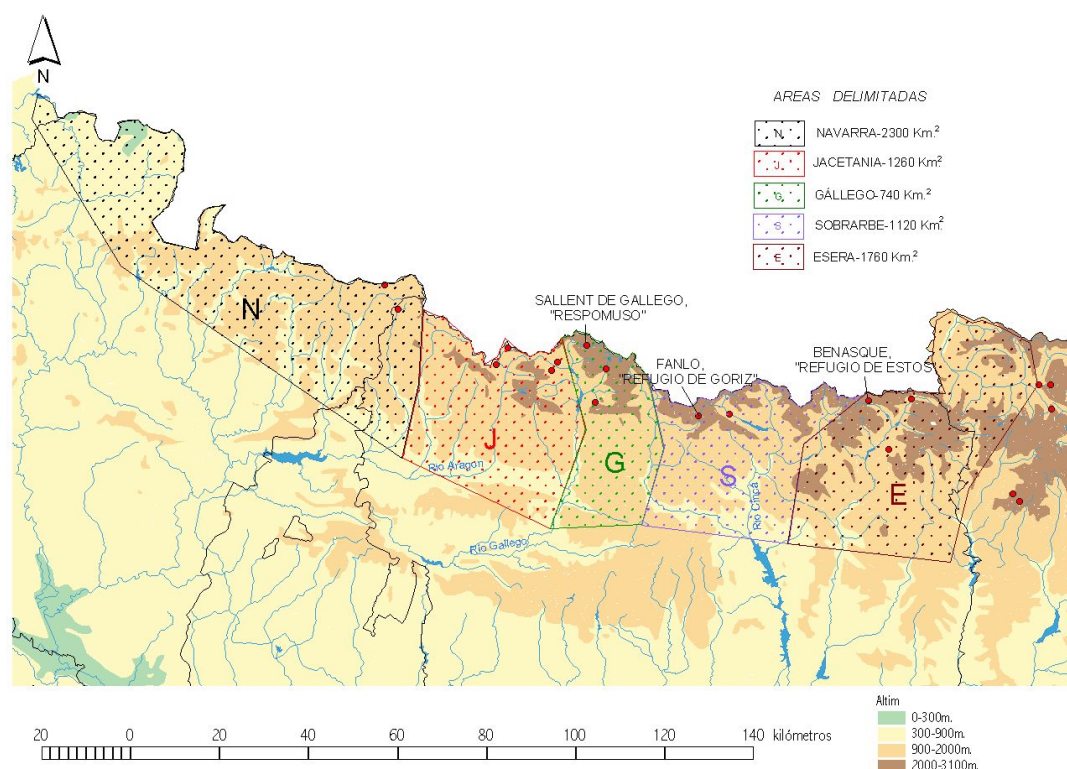 N
AREAS DELIMITADAS
N NAVARRA-2300 Km.²
J JACETANIA-1260 Km.²
G GÁLLEGO-740 Km.²
S SOBRARBE-1120 Km.²
E ESERA-1760 Km.²
N
SALLENT DE GALLEGO,
"RESPOMUSO"
FANLO,
"REFUGIO DE GORIZ"
BENASQUE,
"REFUGIO DE ESTOS"
J
G
S
E
Rio Aragón
Rio Gallego
Rio Cinca
20 0 20 40 60 80 100 120 140 kilómetros
Altim
0-300m.
300-900m.
900-2000m.
2000-3100m.